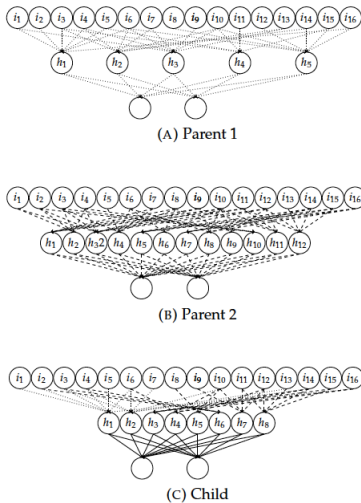 i1 i2 i3 i4 i5 i6 i7 i8 i9 i10 i11 i12 i13 i14 i15 i16
h1 h2 h3 h4 h5
(A) Parent 1
i1 i2 i3 i4 i5 i6 i7 i8 i9 i10 i11 i12 i13 i14 i15 i16
h1 h2 h32 h4 h5 h6 h7 h8 h9 h10 h11 h12
(B) Parent 2
i1 i2 i3 i4 i5 i6 i7 i8 i9 i10 i11 i12 i13 i14 i15 i16
h1 h2 h3 h4 h5 h6 h7 h8
(C) Child